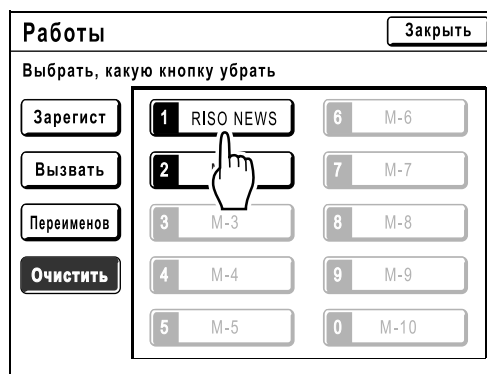 Работы
Закрыть
Выбрать, какую кнопку убрать
Зарегист
Вызвать
Переименов
Очистить
1 RISO NEWS
2
3 M-3
4 M-4
5 M-5
6 M-6
7 M-7
8 M-8
9 M-9
0 M-10